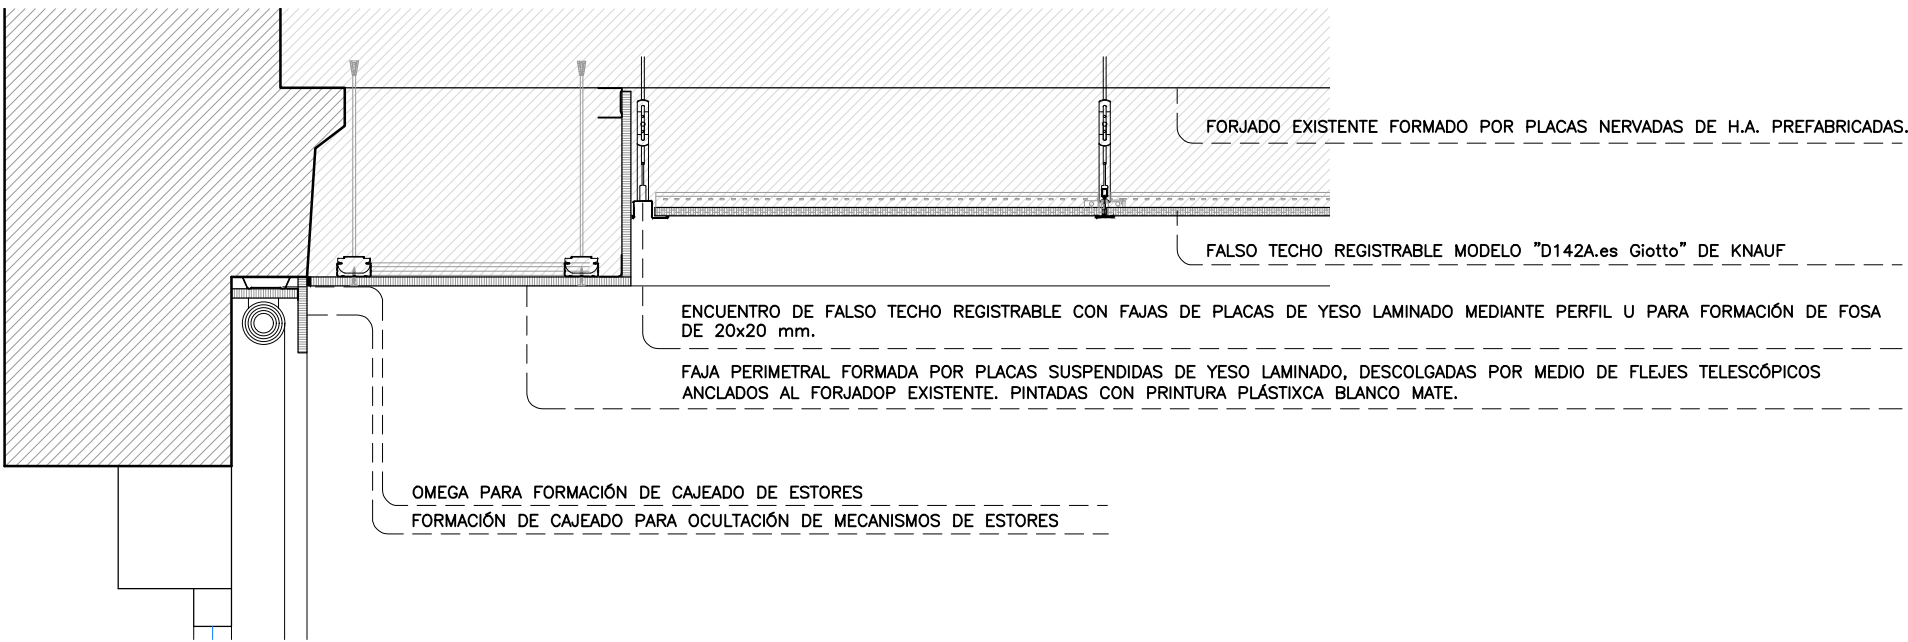 FORJADO EXISTENTE FORMADO POR PLACAS NERVADAS DE H.A. PREFABRICADAS.
FALSO TECHO REGISTRABLE MODELO "D142A.es Giotto" DE KNAUF
ENCUENTRO DE FALSO TECHO REGISTRABLE CON FAJAS DE PLACAS DE YESO LAMINADO MEDIANTE PERFIL U PARA FORMACIÓN DE FOSA
DE 20x20 mm.
FAJA PERIMETRAL FORMADA POR PLACAS SUSPENDIDAS DE YESO LAMINADO, DESCOLGADAS POR MEDIO DE FLEJES TELESCÓPICOS
ANCLADOS AL FORJADOP EXISTENTE. PINTADAS CON PRINTURA PLÁSTIXCA BLANCO MATE.
OMEGA PARA FORMACIÓN DE CAJEADO DE ESTORES
FORMACIÓN DE CAJEADO PARA OCULTACIÓN DE MECANISMOS DE ESTORES